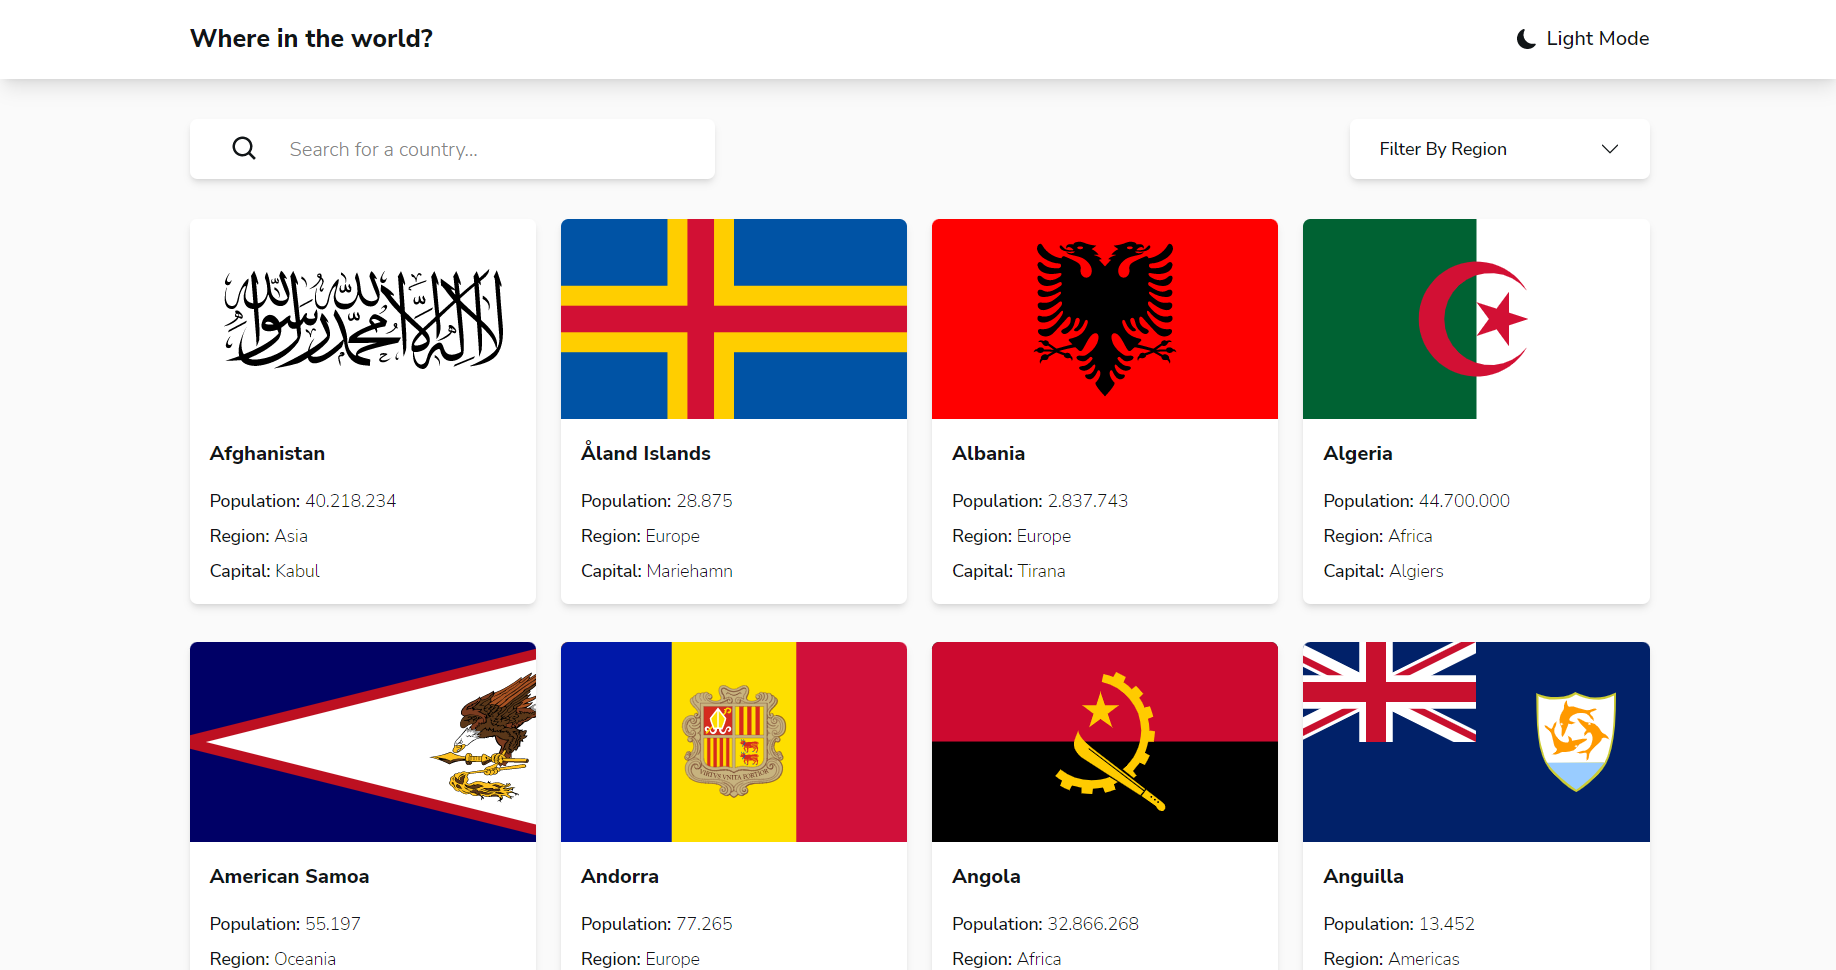 Where in the world?
Light Mode
Search for a country...
Filter By Region
لا إله إلا الله محمد رسول الله
Afghanistan
Population: 40.218.234
Region: Asia
Capital: Kabul
Åland Islands
Population: 28.875
Region: Europe
Capital: Mariehamn
Albania
Population: 2.837.743
Region: Europe
Capital: Tirana
Algeria
Population: 44.700.000
Region: Africa
Capital: Algiers
American Samoa
Population: 55.197
Region: Oceania
VIRTVS VNITA FORTIOR
Andorra
Population: 77.265
Region: Europe
Angola
Population: 32.866.268
Region: Africa
Anguilla
Population: 13.452
Region: Americas